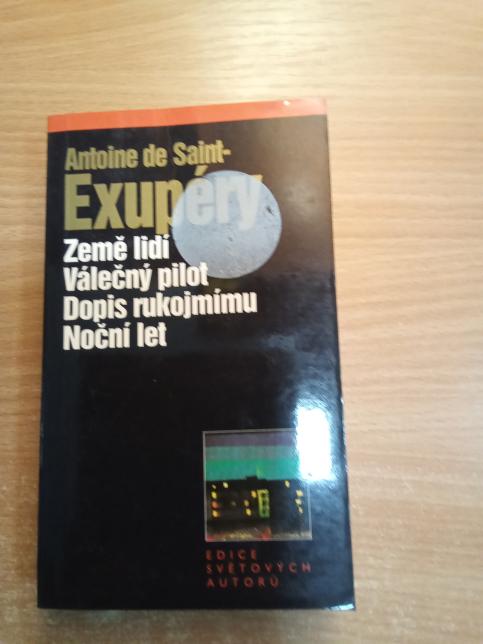 Antoine de Saint-
Exupéry
Země lidí
Válečný pilot
Dopis rukojmímu
Noční let
EDICE
SVĚTOVÝCH
AUTORŮ